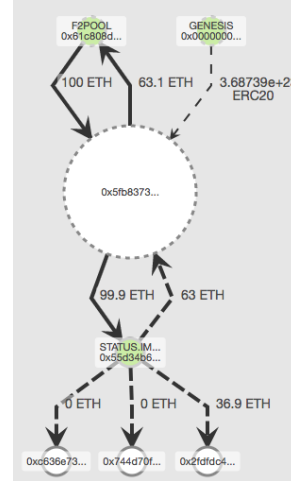 F2POOL
0x61c808d...
GENESIS
0x0000000...
100 ETH
63.1 ETH
3.68739e+2
ERC20
0x5fb8373...
99.9 ETH
63 ETH
STATUS.IM...
0x55d34b6...
0 ETH
0 ETH
36.9 ETH
0xc636e73...
0x744d70f...
0x2fdfdc4...